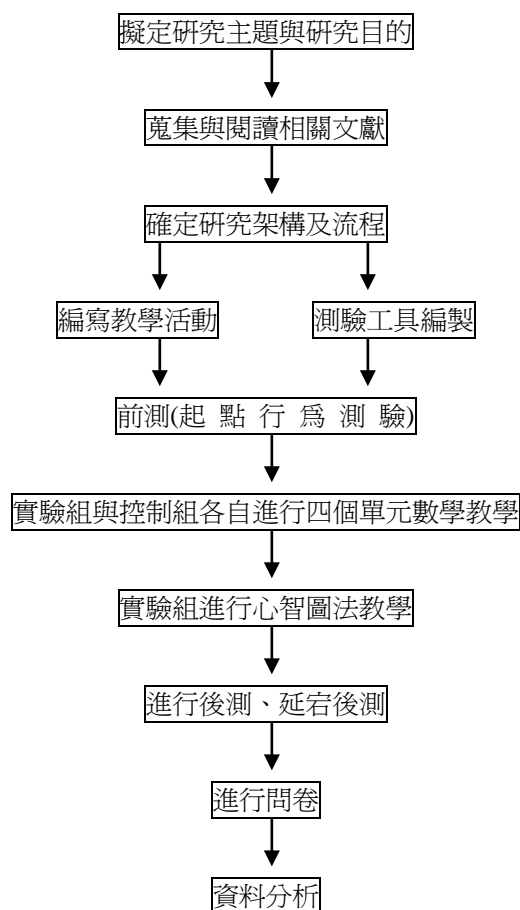 擬定研究主題與研究目的
蒐集與閱讀相關文獻
確定研究架構及流程
編寫教學活動
測驗工具編製
前測(起 點 行 為 測 驗)
實驗組與控制組各自進行四個單元數學教學
實驗組進行心智圖法教學
進行後測、延宕後測
進行問卷
資料分析